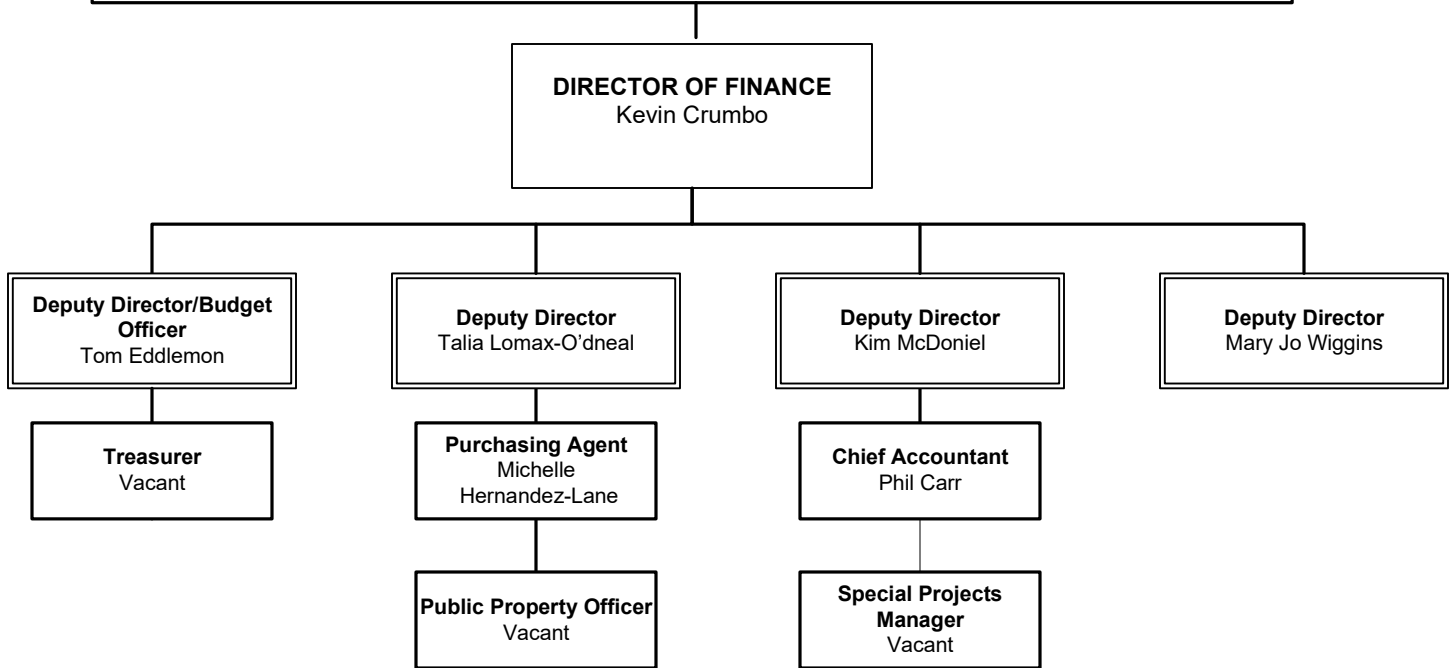 DIRECTOR OF FINANCE
Kevin Crumbo
Deputy Director/Budget
Officer
Tom Eddlemon
Deputy Director
Talia Lomax-O’dneal
Deputy Director
Kim McDoniel
Deputy Director
Mary Jo Wiggins
Treasurer
Vacant
Purchasing Agent
Michelle
Hernandez-Lane
Chief Accountant
Phil Carr
Public Property Officer
Vacant
Special Projects
Manager
Vacant